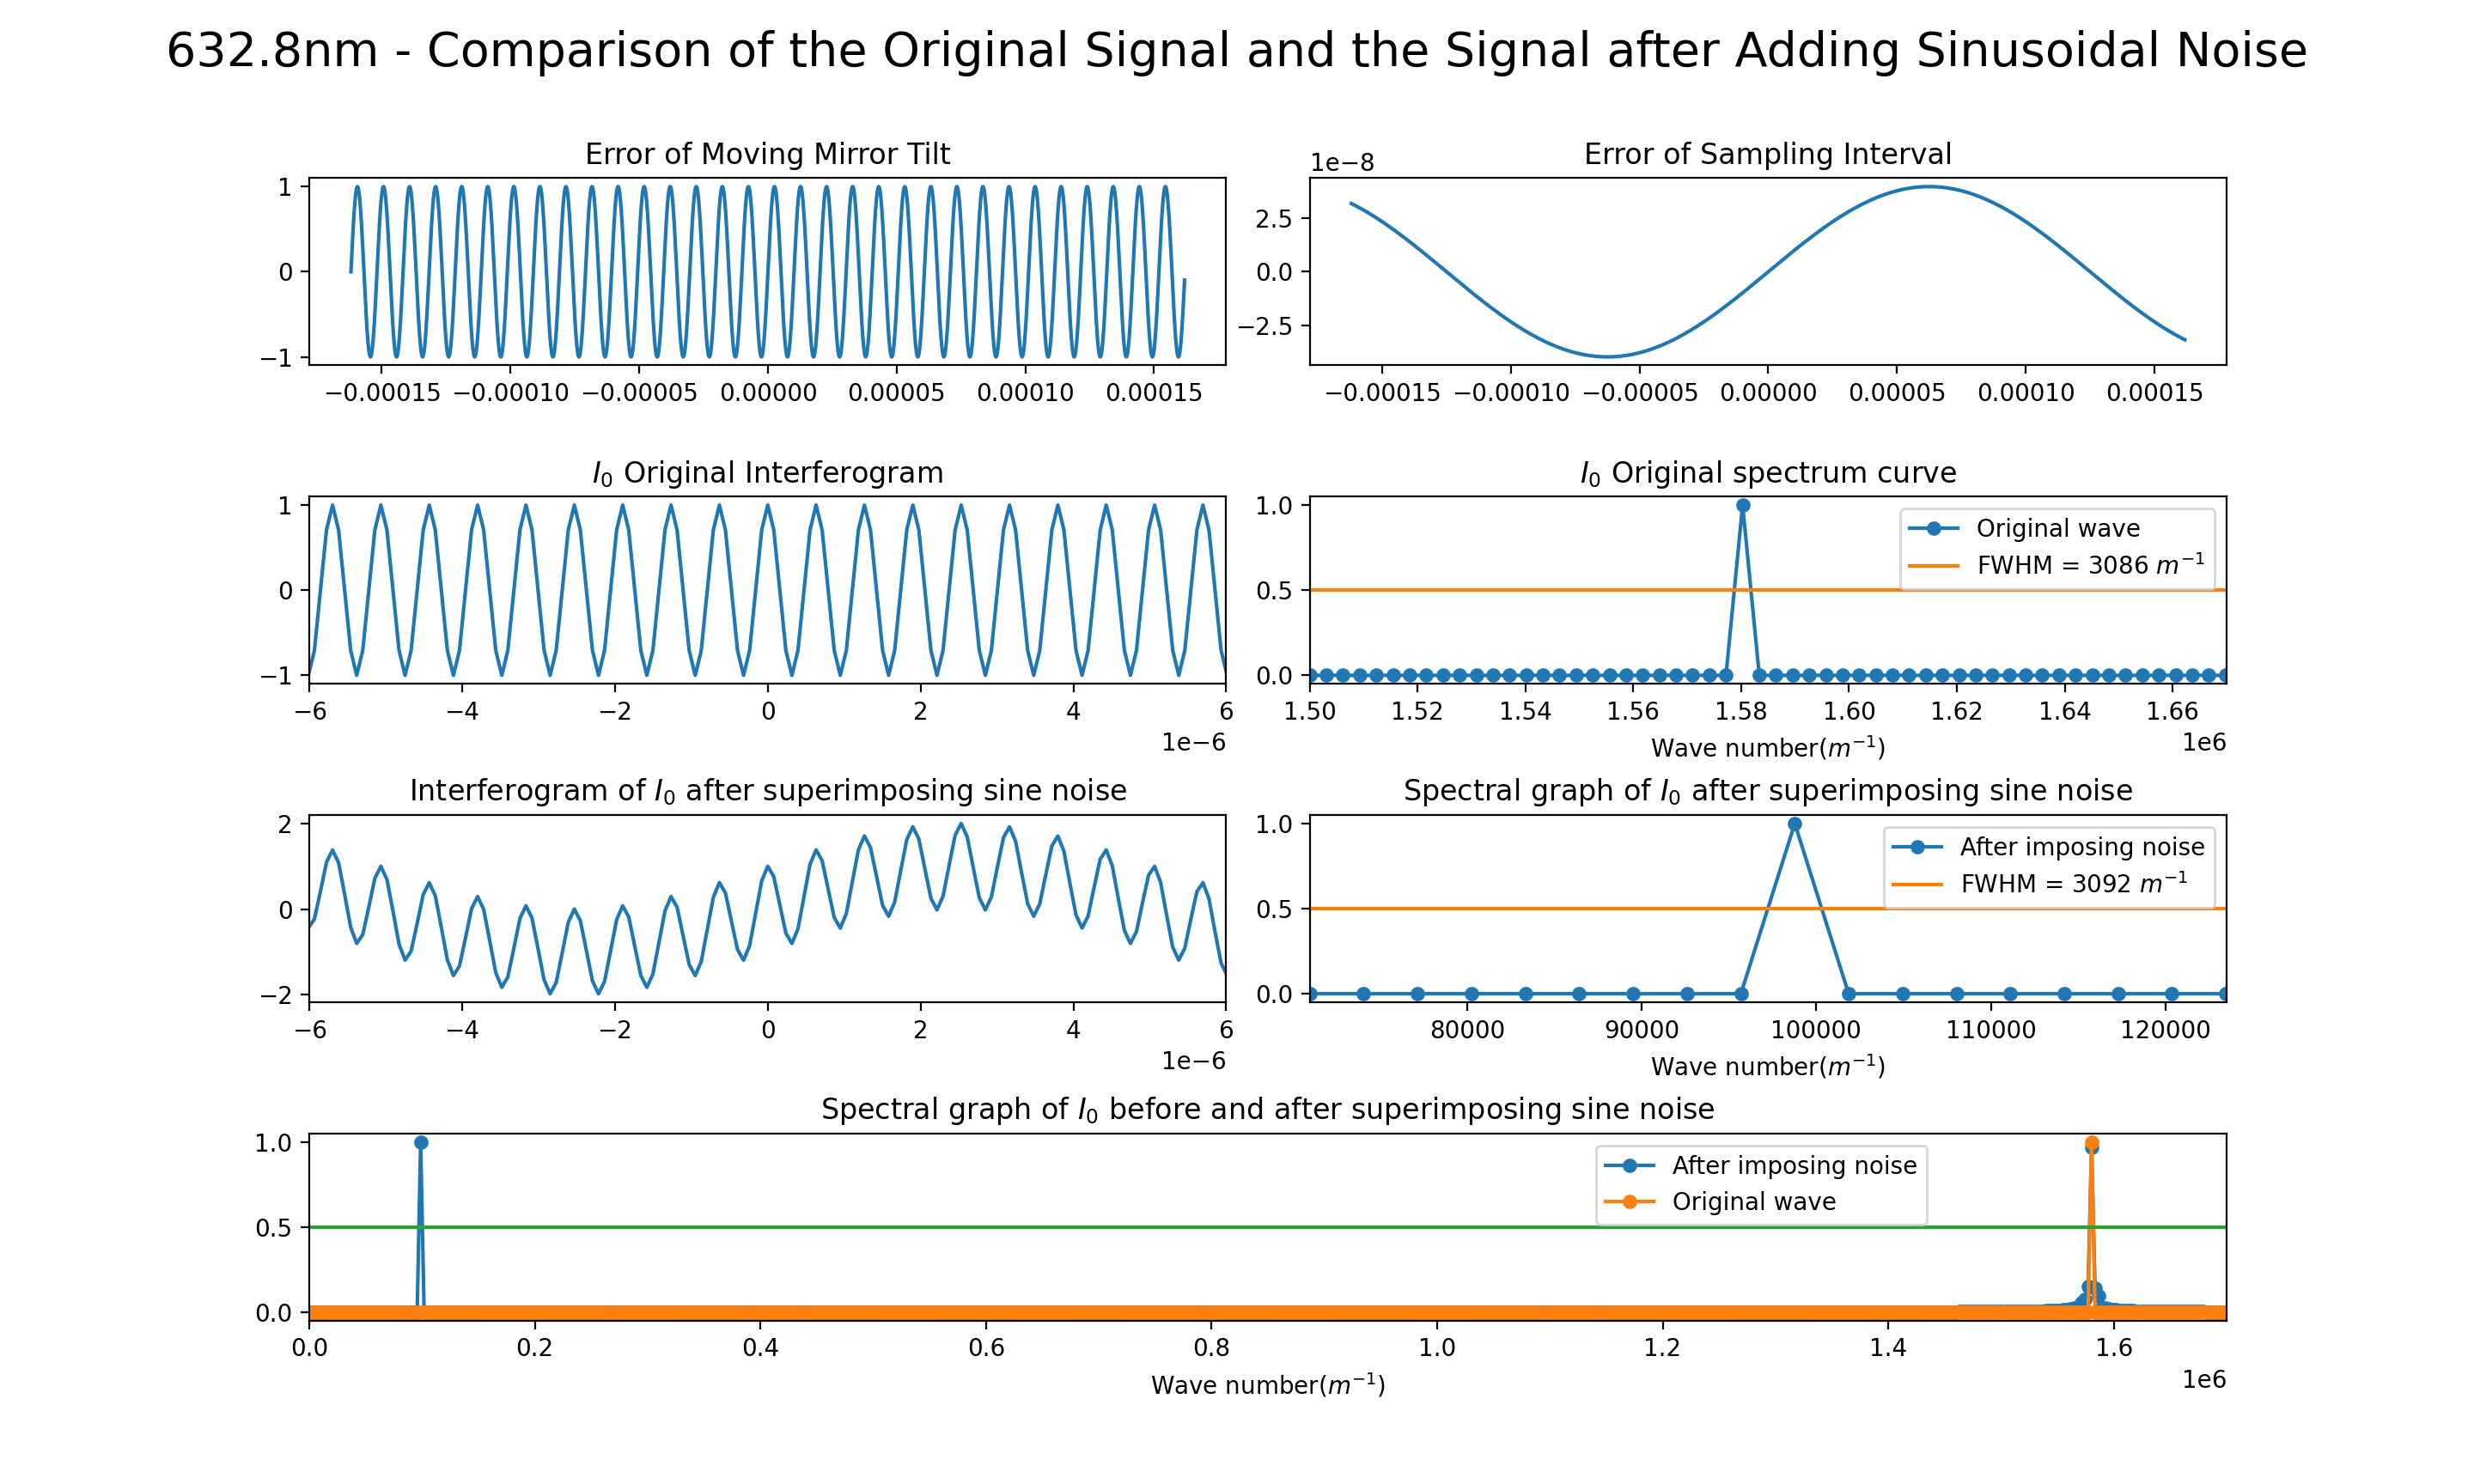 632.8nm - Comparison of the Original Signal and the Signal after Adding Sinusoidal Noise
Error of Moving Mirror Tilt
1
0
−1
−0.00015 −0.00010 −0.00005 0.00000 0.00005 0.00010 0.00015
Error of Sampling Interval
1e−8
2.5
0.0
−2.5
−0.00015 −0.00010 −0.00005 0.00000 0.00005 0.00010 0.00015
I₀ Original Interferogram
1
0
−1
−6 −4 −2 0 2 4 6
1e−6
I₀ Original spectrum curve
1.0
0.5
0.0
Original wave
FWHM = 3086 m⁻¹
1.50 1.52 1.54 1.56 1.58 1.60 1.62 1.64 1.66
Wave number(m⁻¹)
1e6
Interferogram of I₀ after superimposing sine noise
2
0
−2
−6 −4 −2 0 2 4 6
1e−6
Spectral graph of I₀ after superimposing sine noise
1.0
0.5
0.0
After imposing noise
FWHM = 3092 m⁻¹
80000 90000 100000 110000 120000
Wave number(m⁻¹)
Spectral graph of I₀ before and after superimposing sine noise
1.0
0.5
0.0
After imposing noise
Original wave
0.0 0.2 0.4 0.6 0.8 1.0 1.2 1.4 1.6
Wave number(m⁻¹)
1e6